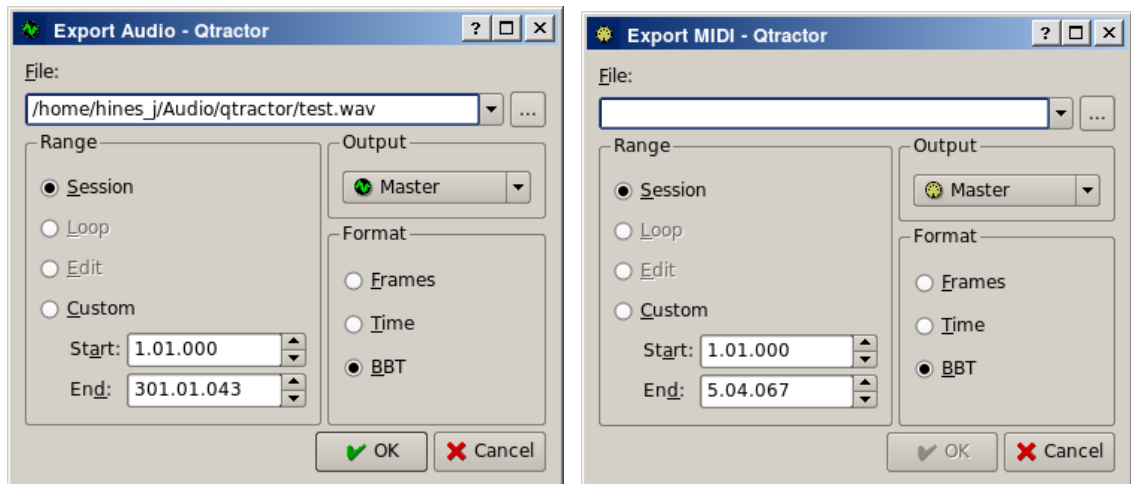 Export Audio - Qtractor
File:
/home/hines_j/Audio/qtractor/test.wav
...
Range
Session
Loop
Edit
Custom
Start: 1.01.000
End: 301.01.043
Output
Master
Format
Frames
Time
BBT
OK
Cancel
Export MIDI - Qtractor
File:
...
Range
Session
Loop
Edit
Custom
Start: 1.01.000
End: 5.04.067
Output
Master
Format
Frames
Time
BBT
OK
Cancel